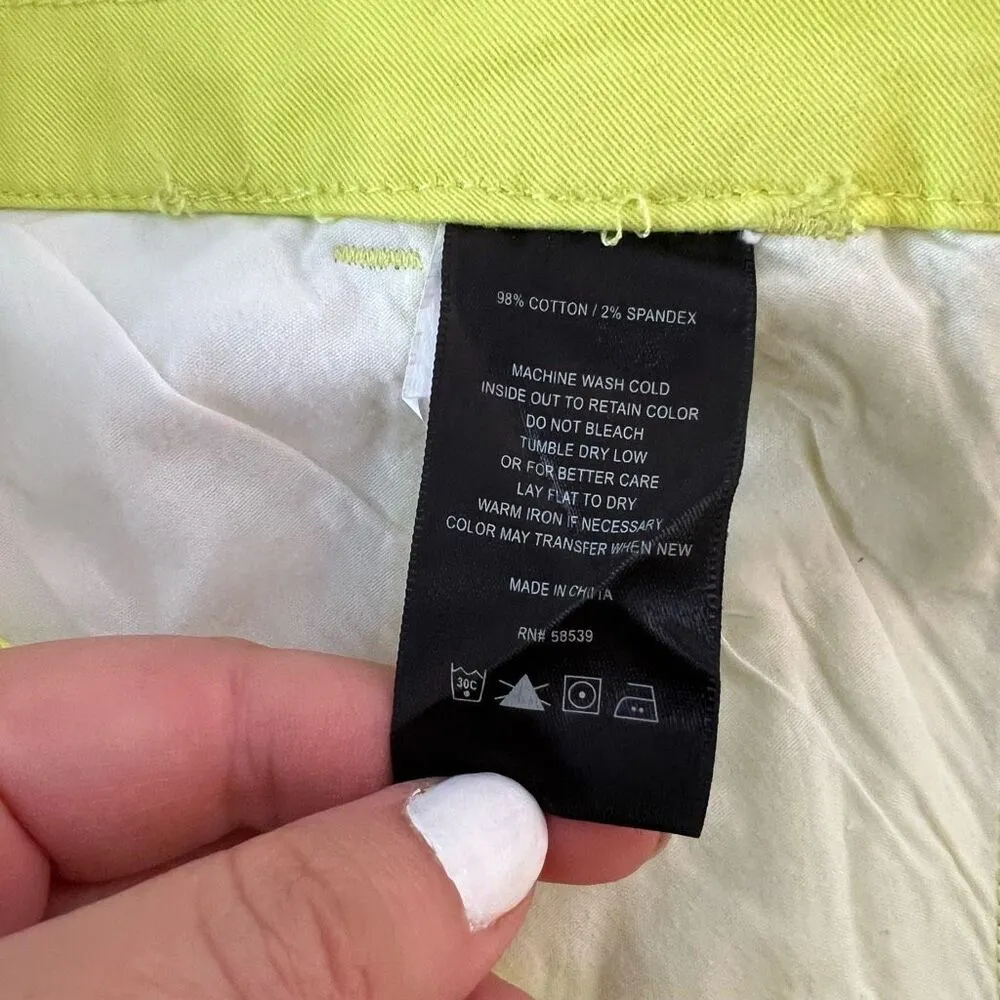 98% COTTON / 2% SPANDEX
MACHINE WASH COLD
INSIDE OUT TO RETAIN COLOR
DO NOT BLEACH
TUMBLE DRY LOW
OR FOR BETTER CARE
LAY FLAT TO DRY
WARM IRON IF NECESSARY
COLOR MAY TRANSFER WHEN NEW
MADE IN CHINA
RN# 58539
30C